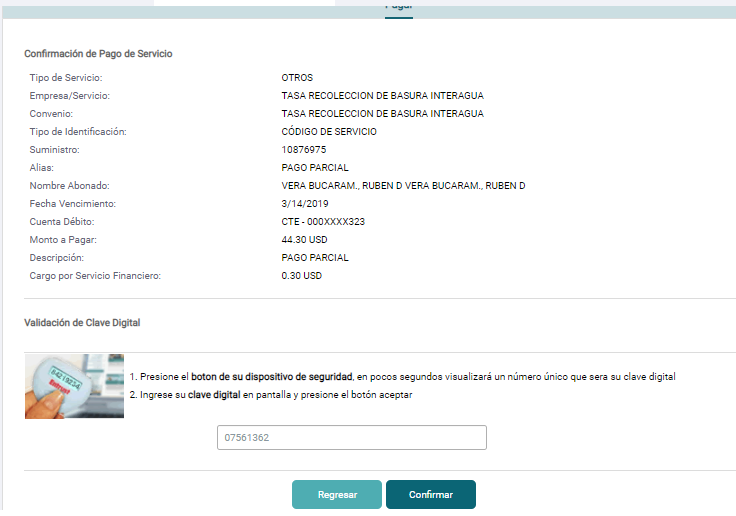 Pagar
Confirmación de Pago de Servicio
Tipo de Servicio: OTROS
Empresa/Servicio: TASA RECOLECCION DE BASURA INTERAGUA
Convenio: TASA RECOLECCION DE BASURA INTERAGUA
Tipo de Identificación: CÓDIGO DE SERVICIO
Suministro: 10876975
Alias: PAGO PARCIAL
Nombre Abonado: VERA BUCARAM., RUBEN D VERA BUCARAM., RUBEN D
Fecha Vencimiento: 3/14/2019
Cuenta Débito: CTE - 000XXXX323
Monto a Pagar: 44.30 USD
Descripción: PAGO PARCIAL
Cargo por Servicio Financiero: 0.30 USD
Validación de Clave Digital
1. Presione el boton de su dispositivo de seguridad, en pocos segundos visualizará un número único que sera su clave digital
2. Ingrese su clave digital en pantalla y presione el botón aceptar
07561362
Regresar Confirmar